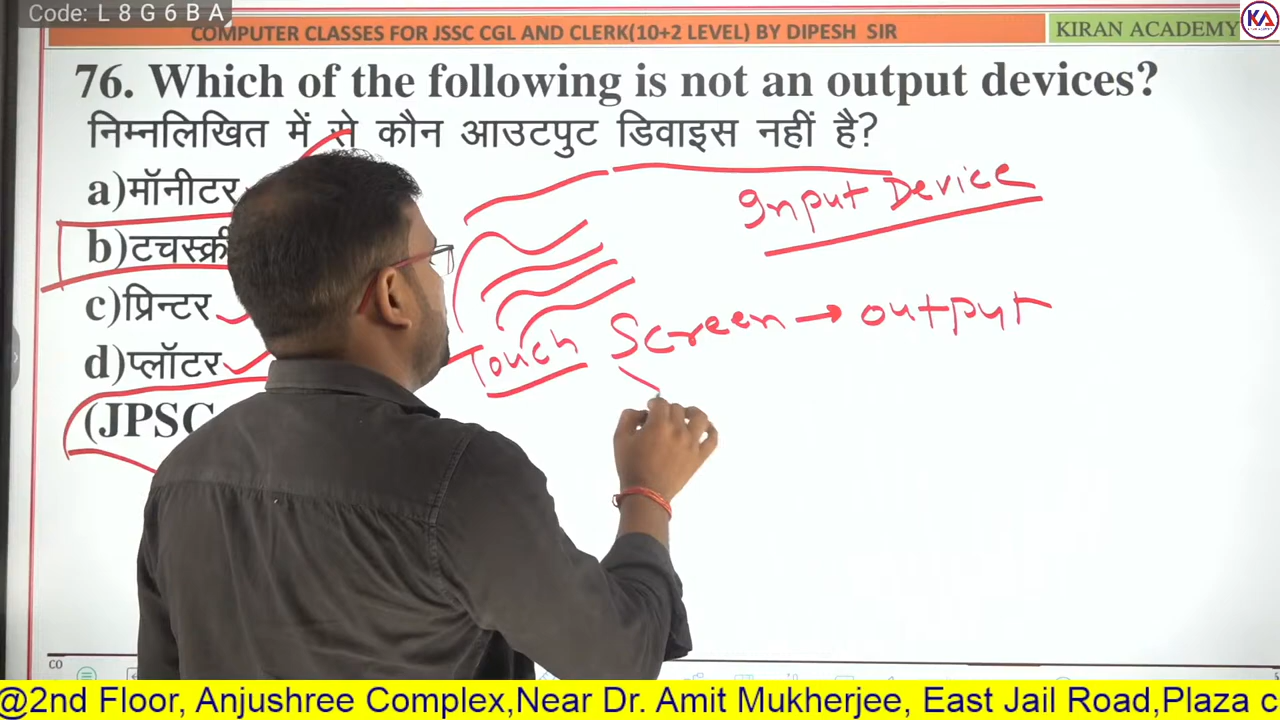 Code: L 8 G 6 B A
COMPUTER CLASSES FOR JSSC CGL AND CLERK(10+2 LEVEL) BY DIPESH SIR
KIRAN ACADEMY
KA
76. Which of the following is not an output devices?
निम्नलिखित में से कौन आउटपुट डिवाइस नहीं है?
a)मॉनीटर
Input Device
b)
c)प्रिन्टर
Touch Screen → output
d)प्लॉटर
(JPSC
@2nd Floor, Anjushree Complex,Near Dr. Amit Mukherjee, East Jail Road,Plaza c